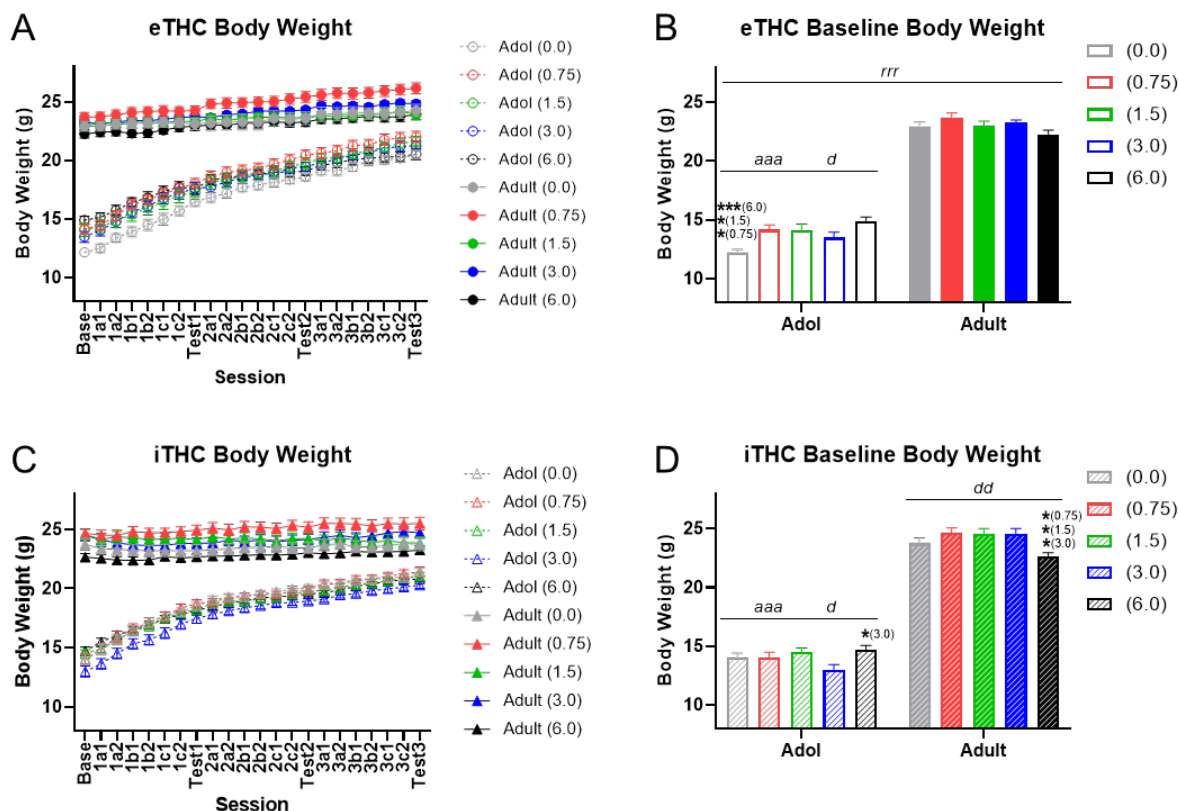 A
eTHC Body Weight
Body Weight (g)
25
20
15
10
Base
1a1
1a2
1b1
1b2
1c1
1c2
Test1
2a1
2a2
2b1
2b2
2c1
2c2
Test2
3a1
3a2
3b1
3b2
3c1
3c2
Test3
Session
Adol (0.0)
Adol (0.75)
Adol (1.5)
Adol (3.0)
Adol (6.0)
Adult (0.0)
Adult (0.75)
Adult (1.5)
Adult (3.0)
Adult (6.0)
B
eTHC Baseline Body Weight
Body Weight (g)
25
20
15
10
rrr
aaa
d
***(6.0)
*(1.5)
*(0.75)
Adol
Adult
(0.0)
(0.75)
(1.5)
(3.0)
(6.0)
C
iTHC Body Weight
Body Weight (g)
25
20
15
10
Base
1a1
1a2
1b1
1b2
1c1
1c2
Test1
2a1
2a2
2b1
2b2
2c1
2c2
Test2
3a1
3a2
3b1
3b2
3c1
3c2
Test3
Session
Adol (0.0)
Adol (0.75)
Adol (1.5)
Adol (3.0)
Adol (6.0)
Adult (0.0)
Adult (0.75)
Adult (1.5)
Adult (3.0)
Adult (6.0)
D
iTHC Baseline Body Weight
Body Weight (g)
25
20
15
10
dd
*(0.75)
*(1.5)
*(3.0)
aaa
d
*(3.0)
Adol
Adult
(0.0)
(0.75)
(1.5)
(3.0)
(6.0)